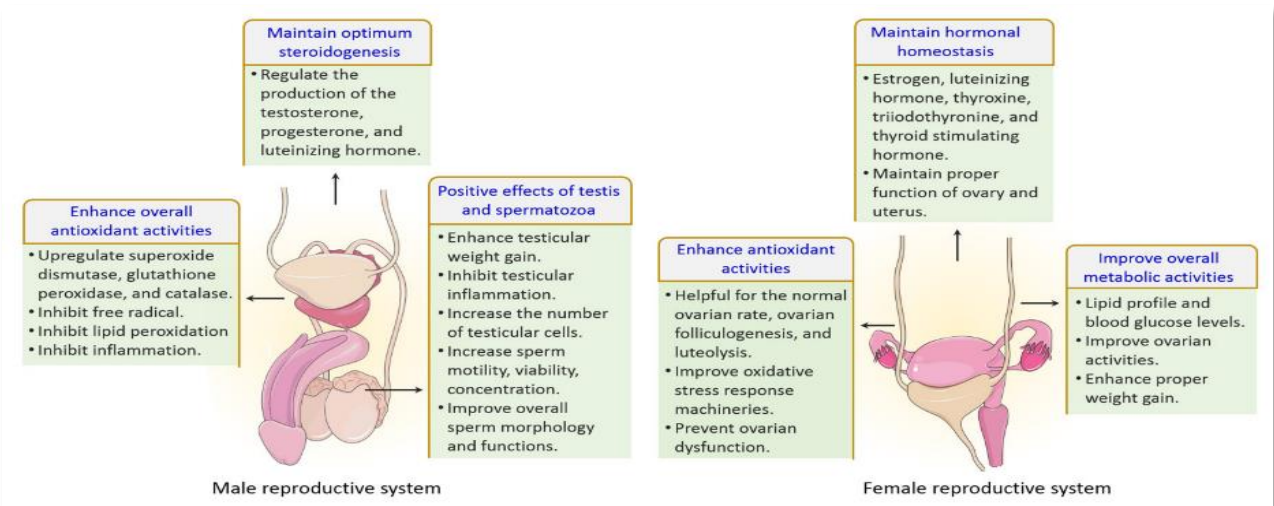 Maintain optimum
steroidogenesis
• Regulate the
production of the
testosterone,
progesterone, and
luteinizing hormone.
Enhance overall
antioxidant activities
• Upregulate superoxide
dismutase, glutathione
peroxidase, and catalase.
• Inhibit free radical.
• Inhibit lipid peroxidation
• Inhibit inflammation.
Positive effects of testis
and spermatozoa
• Enhance testicular
weight gain.
• Inhibit testicular
inflammation.
• Increase the number
of testicular cells.
• Increase sperm
motility, viability,
concentration.
• Improve overall
sperm morphology
and functions.
Male reproductive system
Maintain hormonal
homeostasis
• Estrogen, luteinizing
hormone, thyroxine,
triiodothyronine, and
thyroid stimulating
hormone.
• Maintain proper
function of ovary and
uterus.
Enhance antioxidant
activities
• Helpful for the normal
ovarian rate, ovarian
folliculogenesis, and
luteolysis.
• Improve oxidative
stress response
machineries.
• Prevent ovarian
dysfunction.
Improve overall
metabolic activities
• Lipid profile and
blood glucose levels.
• Improve ovarian
activities.
• Enhance proper
weight gain.
Female reproductive system